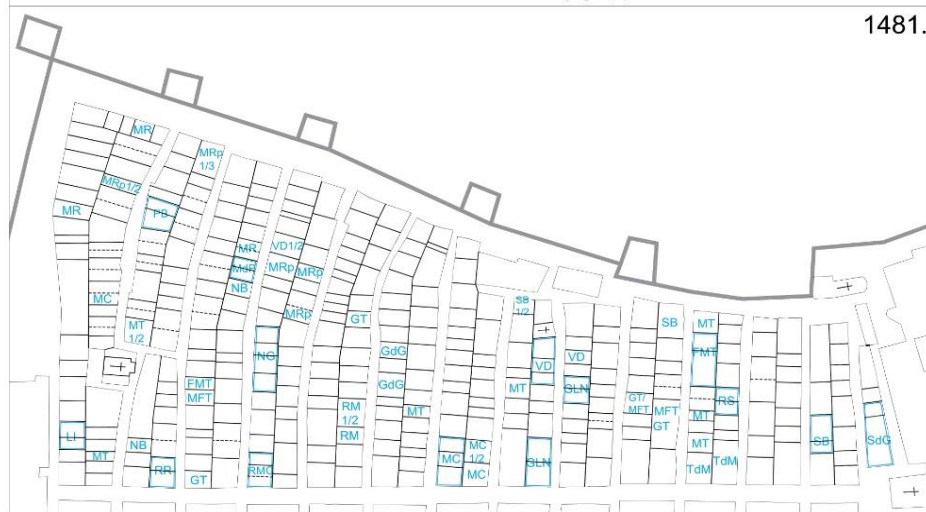 1481.
MR
MRp
1/3
MRp1/2
MR
PB
MR
VD1/2
MdR
MRp
MRp
NB
MC
MRp
SB
1/2
MT
1/2
GT
SB
MT
NG
GdG
VD
VD
FMT
FMT
MFT
GdG
MT
SLN
RM
1/2
MT
GT/
MFT
MFT
RS
MT
LI
RM
GT
SB
SdG
NB
MC
1/2
MT
MT
RR
RMG
MC
MC
SLN
TdM
TdM
GT